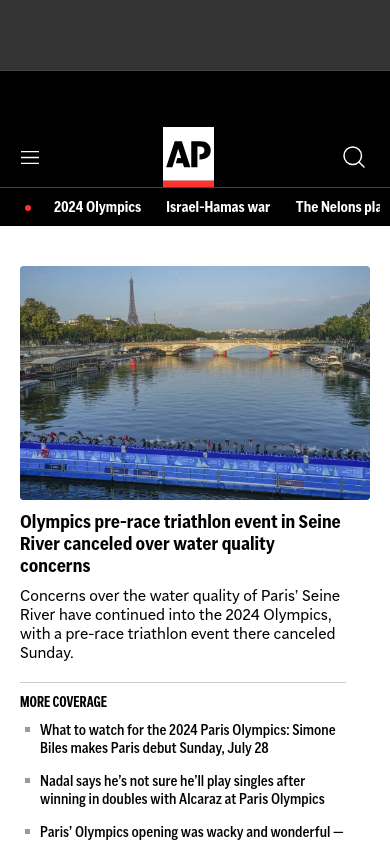 AP
2024 Olympics
Israel-Hamas war
The Nelons pla
Olympics pre-race triathlon event in Seine
River canceled over water quality
concerns
Concerns over the water quality of Paris’ Seine
River have continued into the 2024 Olympics,
with a pre-race triathlon event there canceled
Sunday.
MORE COVERAGE
What to watch for the 2024 Paris Olympics: Simone
Biles makes Paris debut Sunday, July 28
Nadal says he’s not sure he’ll play singles after
winning in doubles with Alcaraz at Paris Olympics
Paris’ Olympics opening was wacky and wonderful —